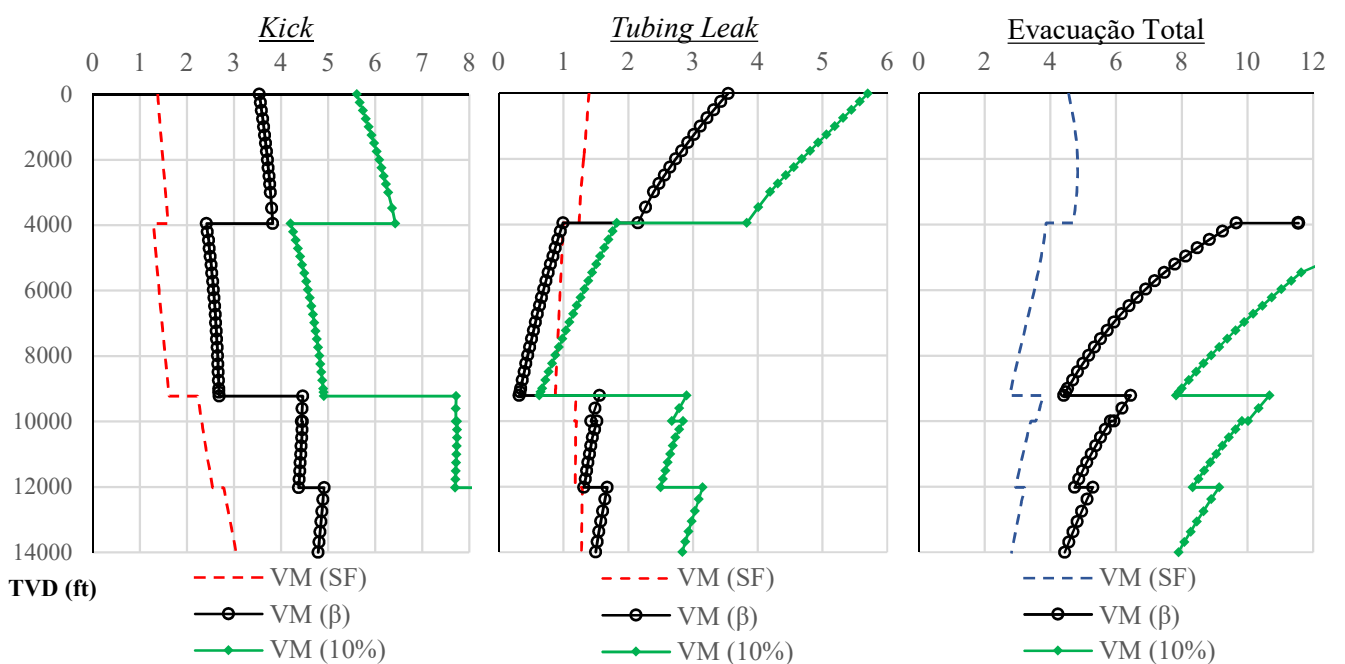 Kick Tubing Leak Evacuação Total
0 1 2 3 4 5 6 7 8 0 1 2 3 4 5 6 0 2 4 6 8 10 12
0
2000
4000
6000
8000
10000
12000
14000
TVD (ft)
VM (SF) VM (SF) VM (SF)
VM (β) VM (β) VM (β)
VM (10%) VM (10%) VM (10%)